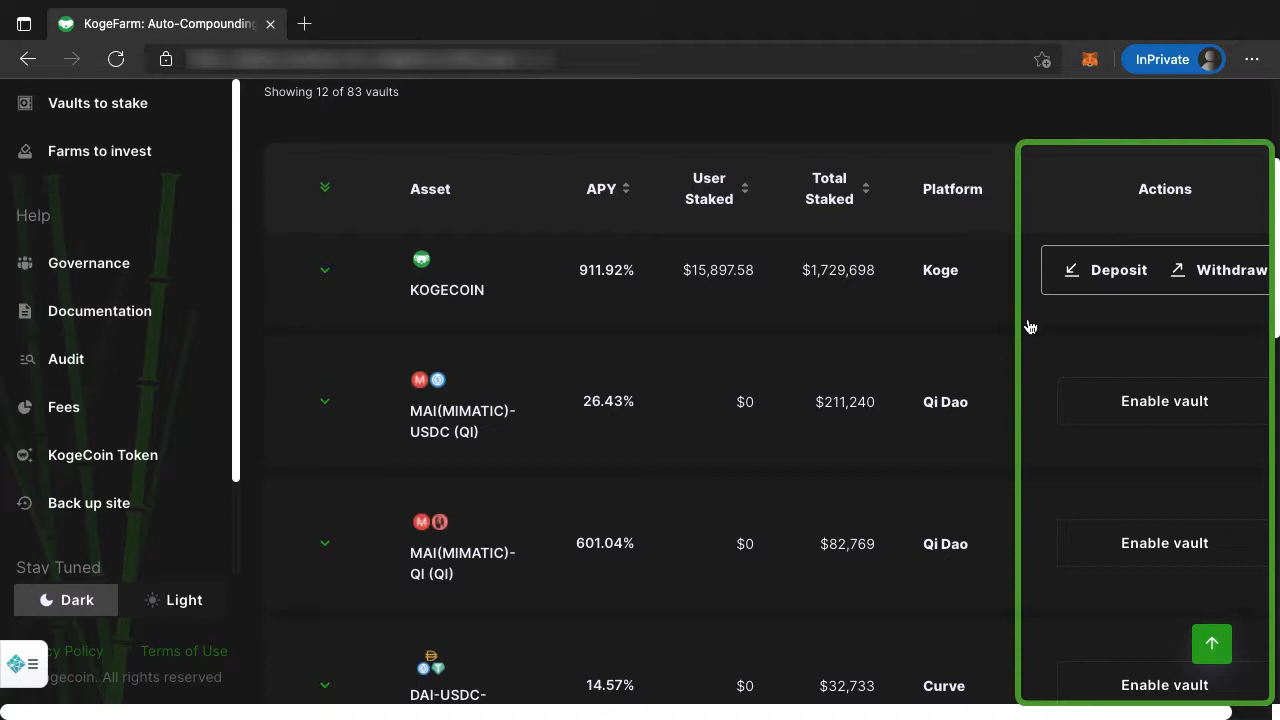 KogeFarm: Auto-Compounding
InPrivate
Vaults to stake
Farms to invest
Help
Governance
Documentation
Audit
Fees
KogeCoin Token
Back up site
Stay Tuned
Dark
Light
cy Policy
Terms of Use
gecoin. All rights reserved
Showing 12 of 83 vaults
Asset
APY
User
Staked
Total
Staked
Platform
Actions
KOGECOIN
911.92%
$15,897.58
$1,729,698
Koge
Deposit
Withdraw
MAI(MIMATIC)-
USDC (QI)
26.43%
$0
$211,240
Qi Dao
Enable vault
MAI(MIMATIC)-
QI (QI)
601.04%
$0
$82,769
Qi Dao
Enable vault
DAI-USDC-
14.57%
$0
$32,733
Curve
Enable vault